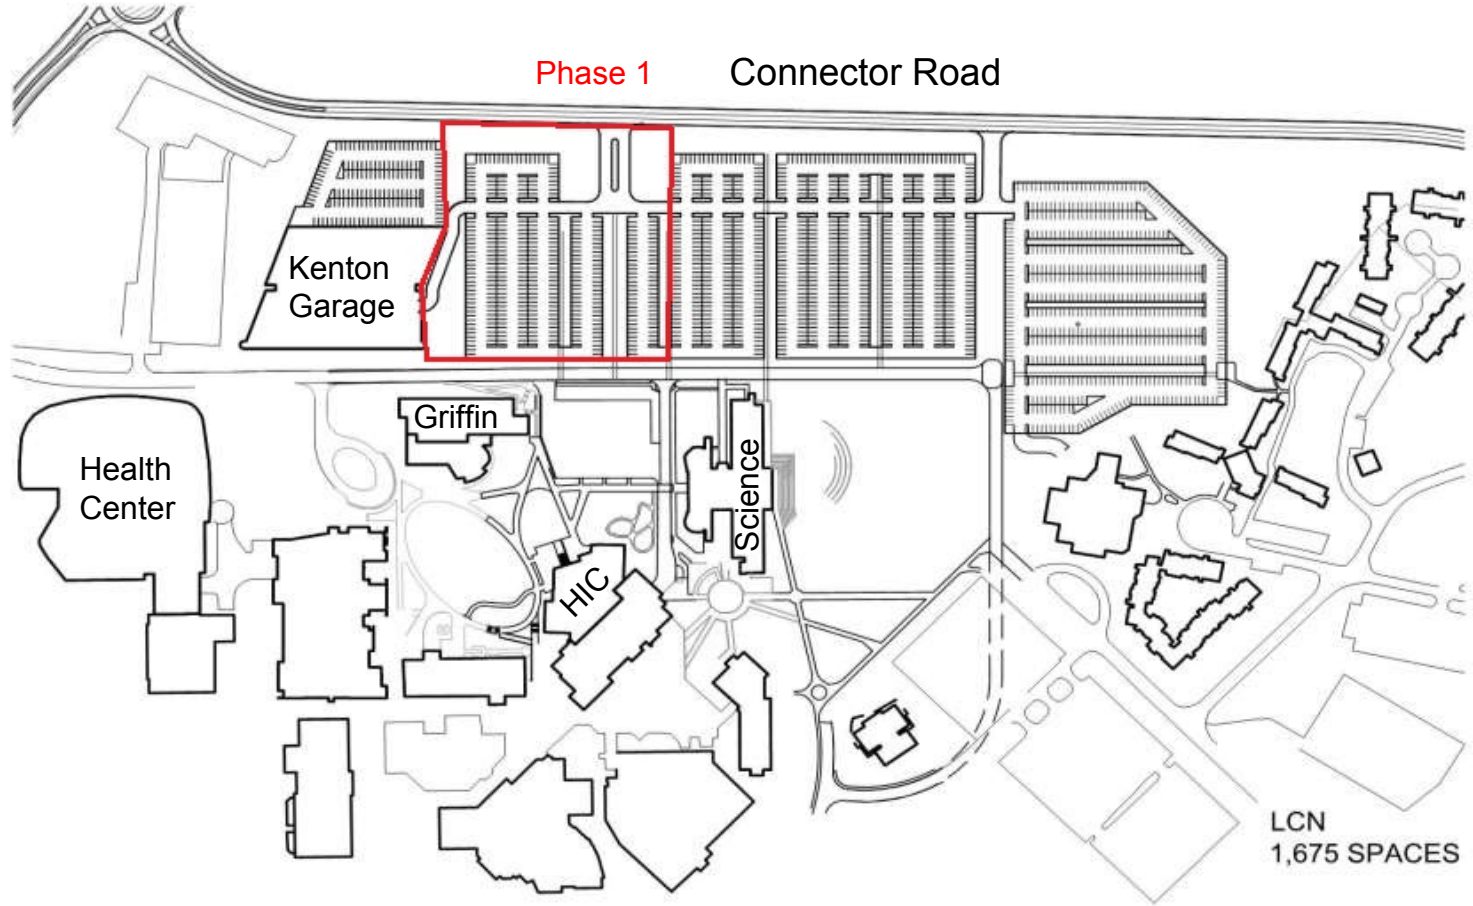 Phase 1
Connector Road
Kenton
Garage
Griffin
Health
Center
Science
HIC
LCN
1,675 SPACES